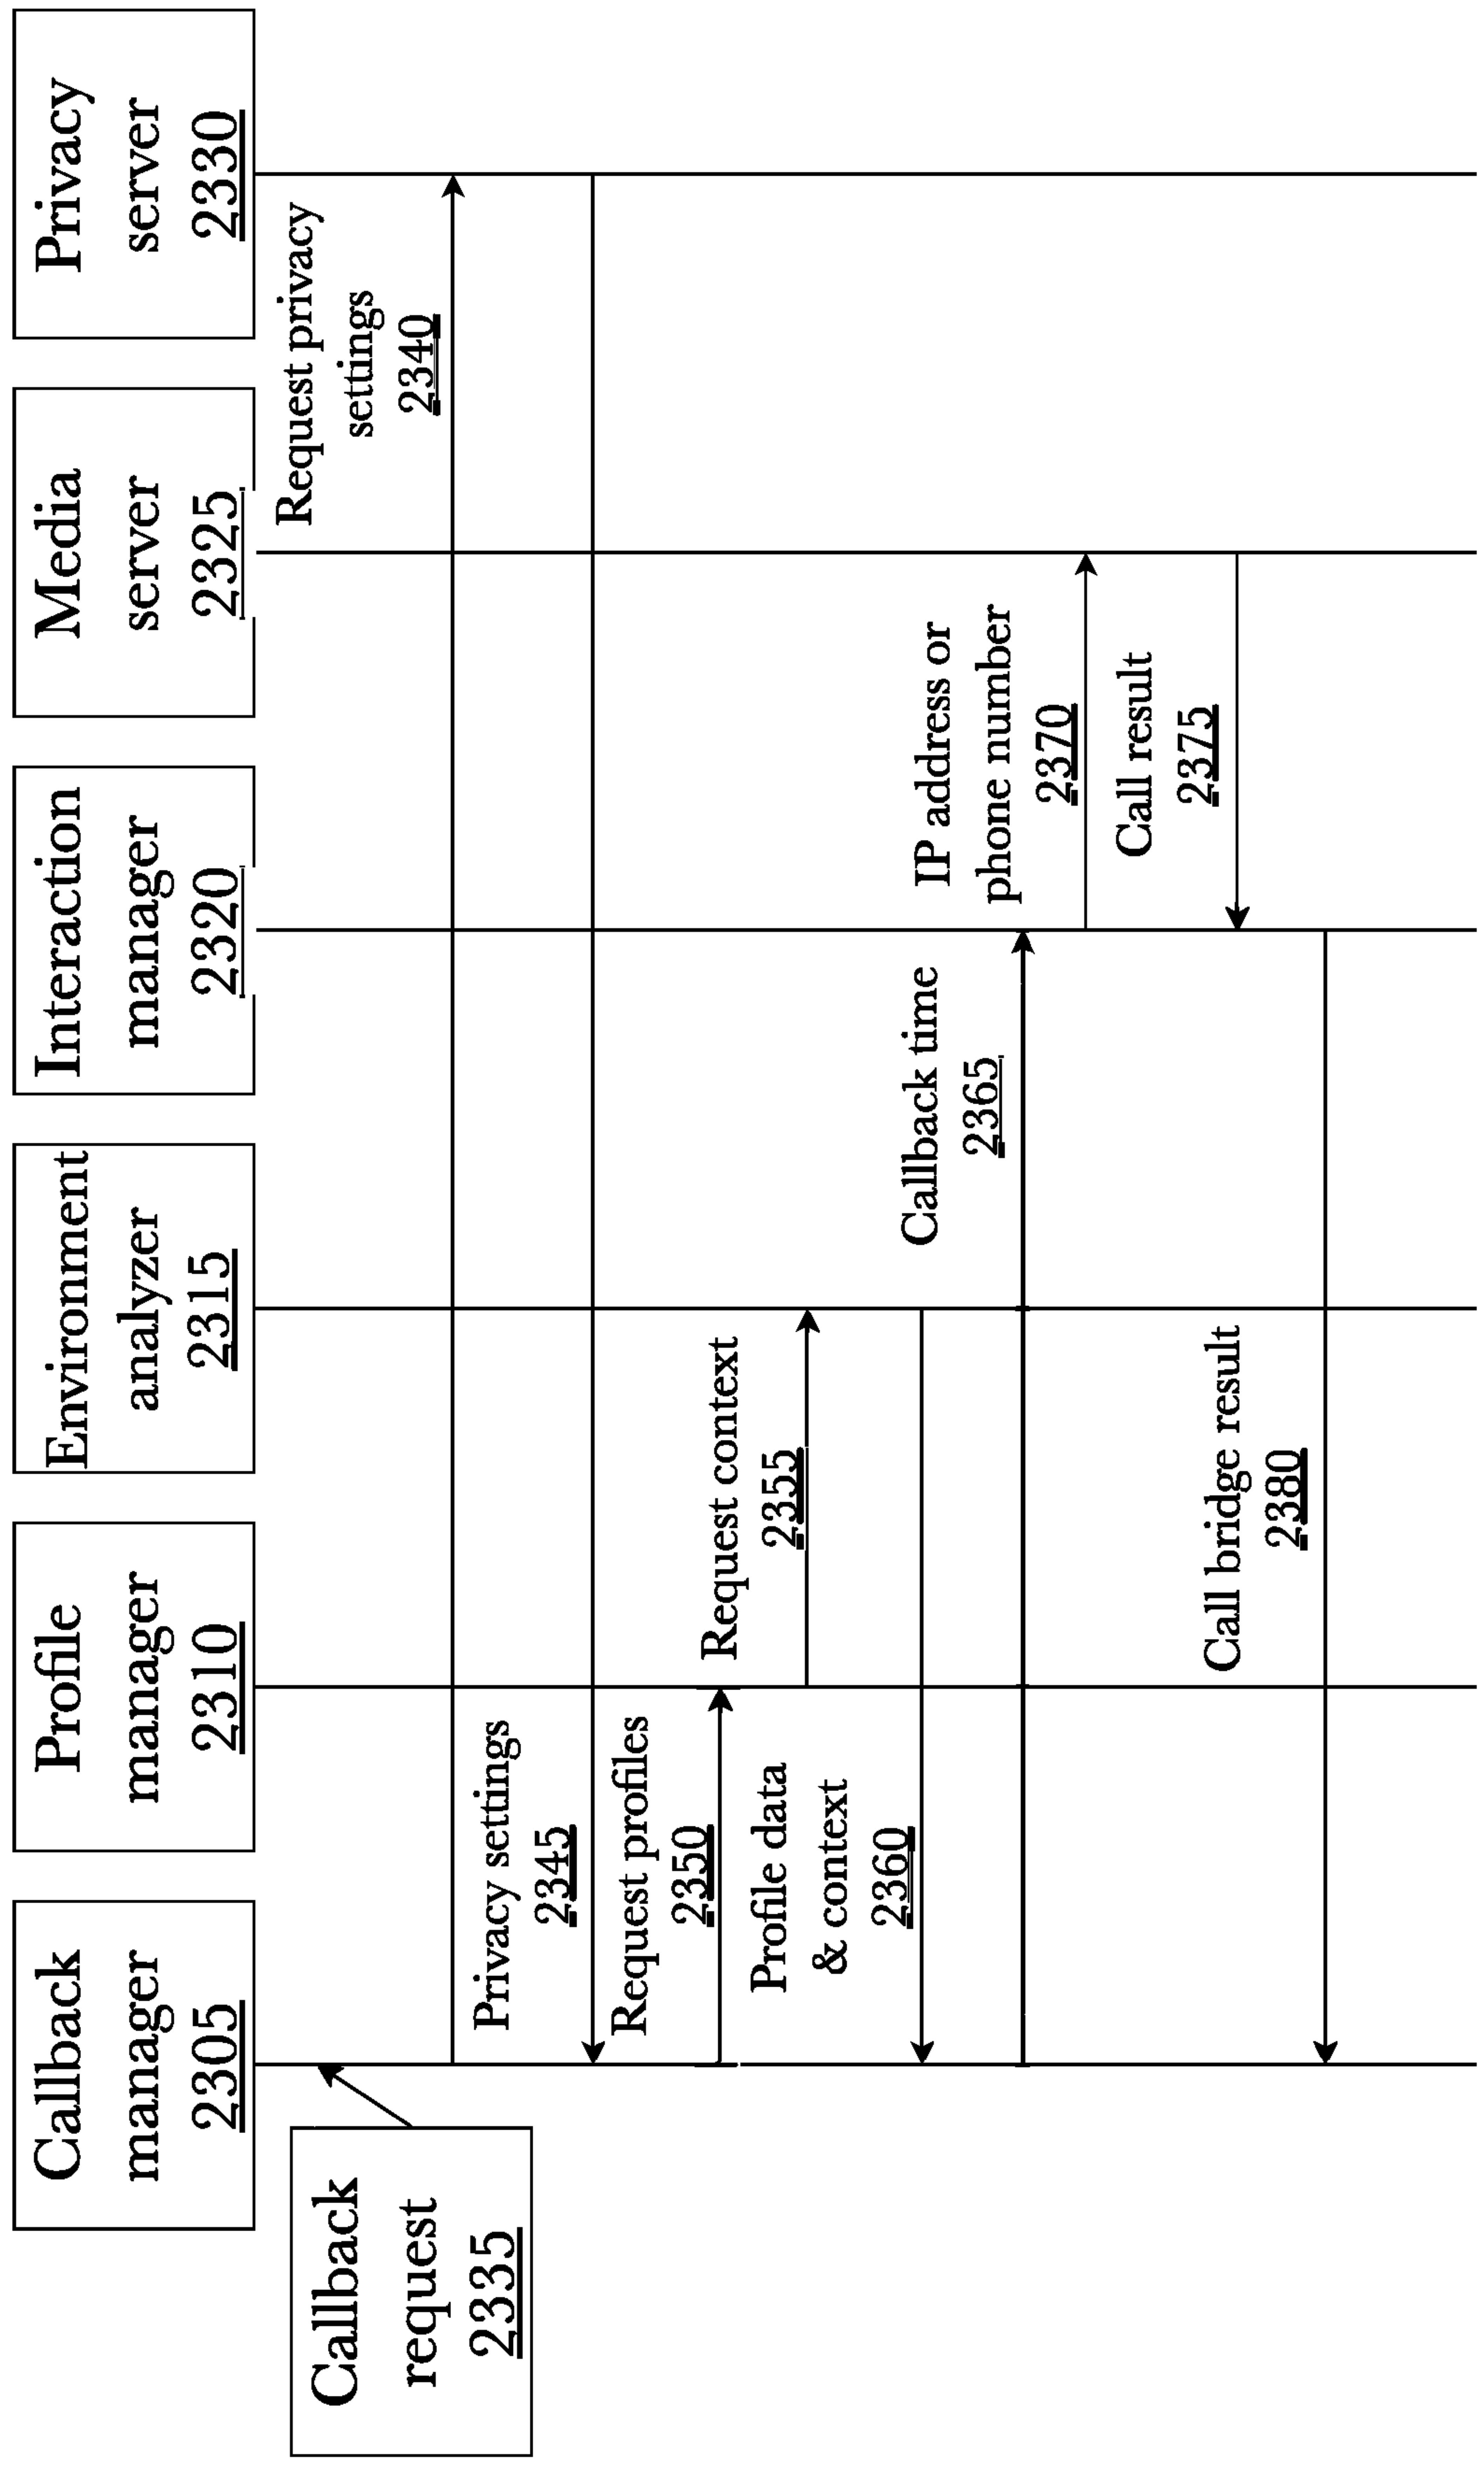 Callback
manager
2305
Profile
manager
2310
Environment
analyzer
2315
Interaction
manager
2320
Media
server
2325
Privacy
server
2330
Callback
request
2335
Request privacy
settings
2340
Privacy settings
2345
Request profiles
2350
Request context
2355
Profile data
& context
2360
Callback time
2365
IP address or
phone number
2370
Call result
2375
Call bridge result
2380